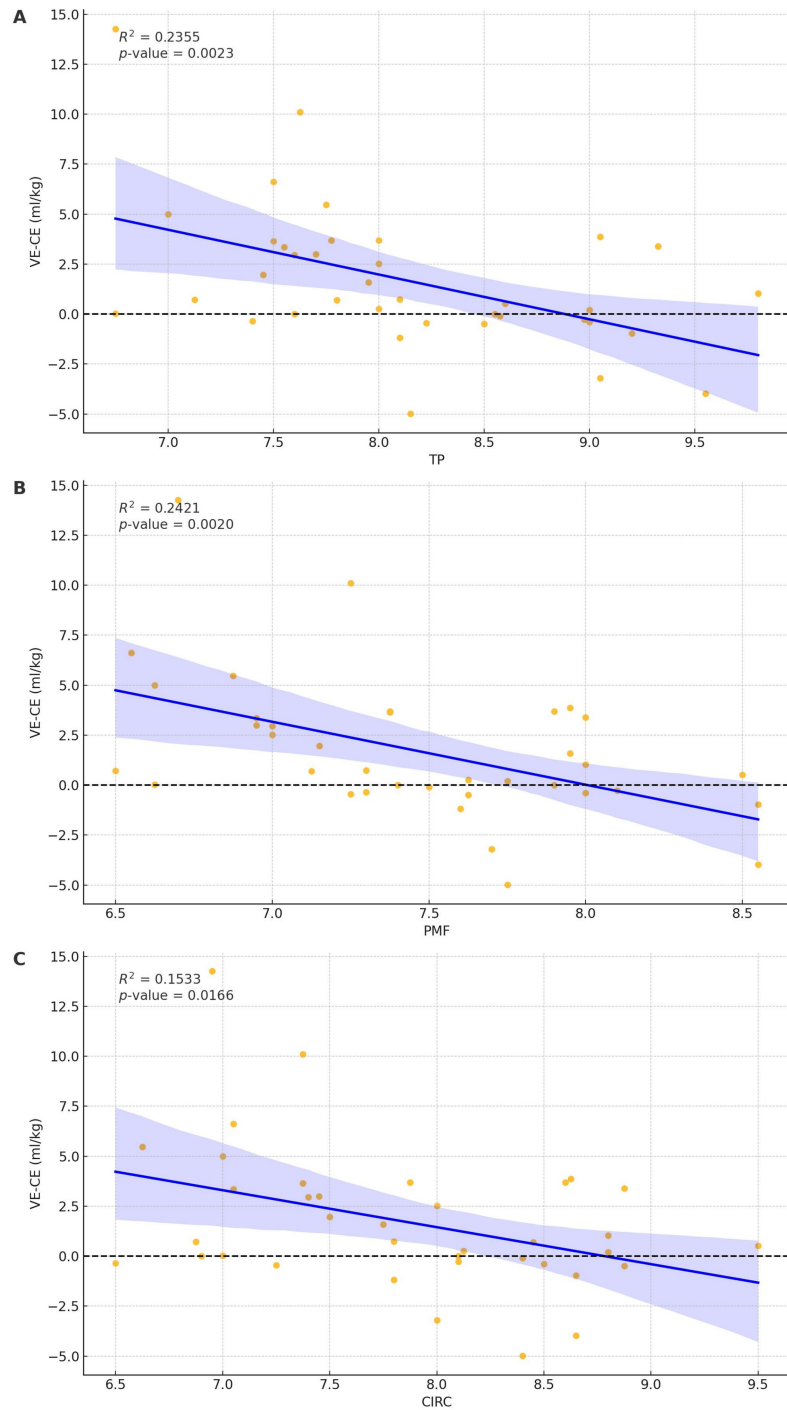 A
R² = 0.2355
p-value = 0.0023
15.0
12.5
10.0
7.5
5.0
2.5
0.0
−2.5
−5.0
VE-CE (ml/kg)
7.0 7.5 8.0 8.5 9.0 9.5
TP
B
R² = 0.2421
p-value = 0.0020
15.0
12.5
10.0
7.5
5.0
2.5
0.0
−2.5
−5.0
VE-CE (ml/kg)
6.5 7.0 7.5 8.0 8.5
PMF
C
R² = 0.1533
p-value = 0.0166
15.0
12.5
10.0
7.5
5.0
2.5
0.0
−2.5
−5.0
VE-CE (ml/kg)
6.5 7.0 7.5 8.0 8.5 9.0 9.5
CIRC